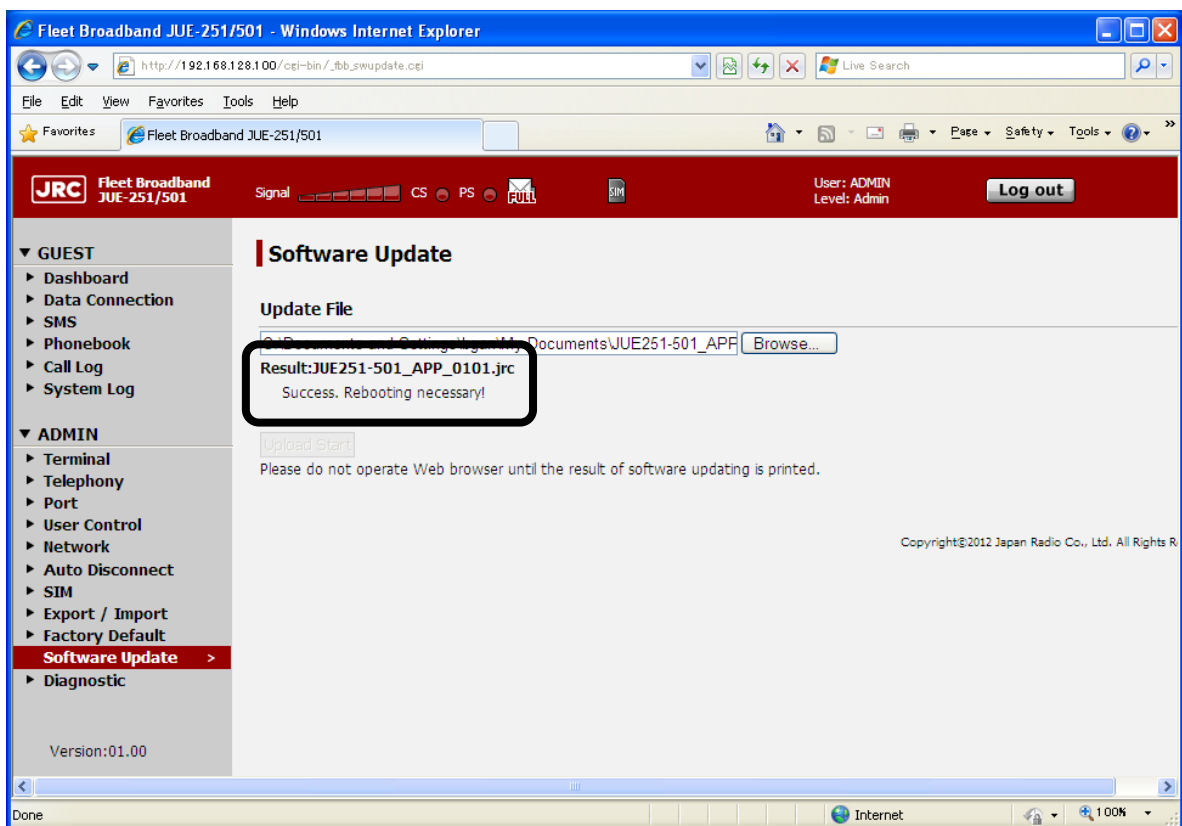 Fleet Broadband JUE-251/501 - Windows Internet Explorer
http://192.168.128.100/cgi-bin/_fbb_swupdate.cgi
Live Search
File Edit View Favorites Tools Help
Favorites Fleet Broadband JUE-251/501 Page Safety Tools
JRC Fleet Broadband JUE-251/501
Signal CS PS FULL SIM
User: ADMIN
Level: Admin
Log out
GUEST
Dashboard
Data Connection
SMS
Phonebook
Call Log
System Log
ADMIN
Terminal
Telephony
Port
User Control
Network
Auto Disconnect
SIM
Export / Import
Factory Default
Software Update >
Diagnostic
Version:01.00
Software Update
Update File
My Documents\JUE251-501_APP Browse...
Result:JUE251-501_APP_0101.jrc
Success. Rebooting necessary!
Upload Start
Please do not operate Web browser until the result of software updating is printed.
Copyright©2012 Japan Radio Co., Ltd. All Rights R
Done Internet 100%